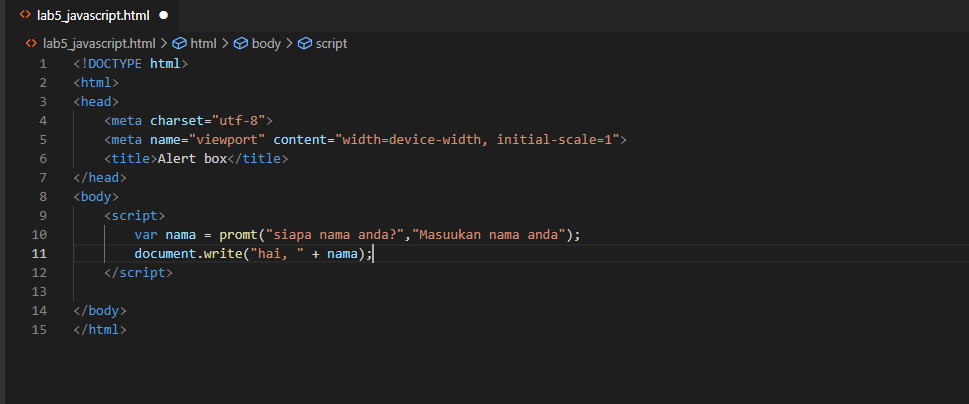 lab5_javascript.html
lab5_javascript.html > html > body > script
1 <!DOCTYPE html>
2 <html>
3 <head>
4 <meta charset="utf-8">
5 <meta name="viewport" content="width=device-width, initial-scale=1">
6 <title>Alert box</title>
7 </head>
8 <body>
9 <script>
10 var nama = promt("siapa nama anda?","Masuukan nama anda");
11 document.write("hai, " + nama);
12 </script>
13
14 </body>
15 </html>